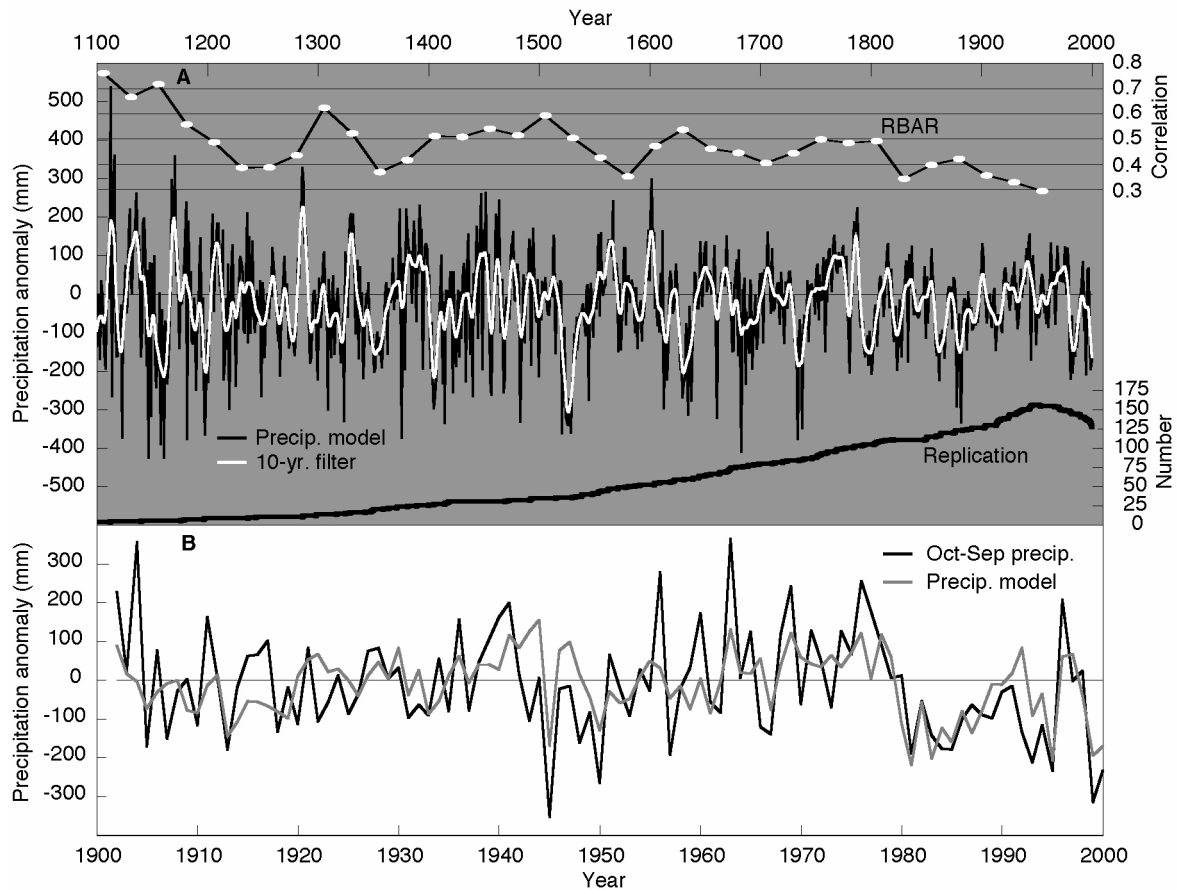 Year
1100 1200 1300 1400 1500 1600 1700 1800 1900 2000
A
0.8
0.7
0.6
0.5
0.4
0.3
Correlation
RBAR
500
400
300
200
100
0
-100
-200
-300
-400
-500
Precipitation anomaly (mm)
Precip. model
10-yr. filter
175
150
125
100
75
50
25
0
Number
Replication
B
300
200
100
0
-100
-200
-300
Precipitation anomaly (mm)
Oct-Sep precip.
Precip. model
1900 1910 1920 1930 1940 1950 1960 1970 1980 1990 2000
Year